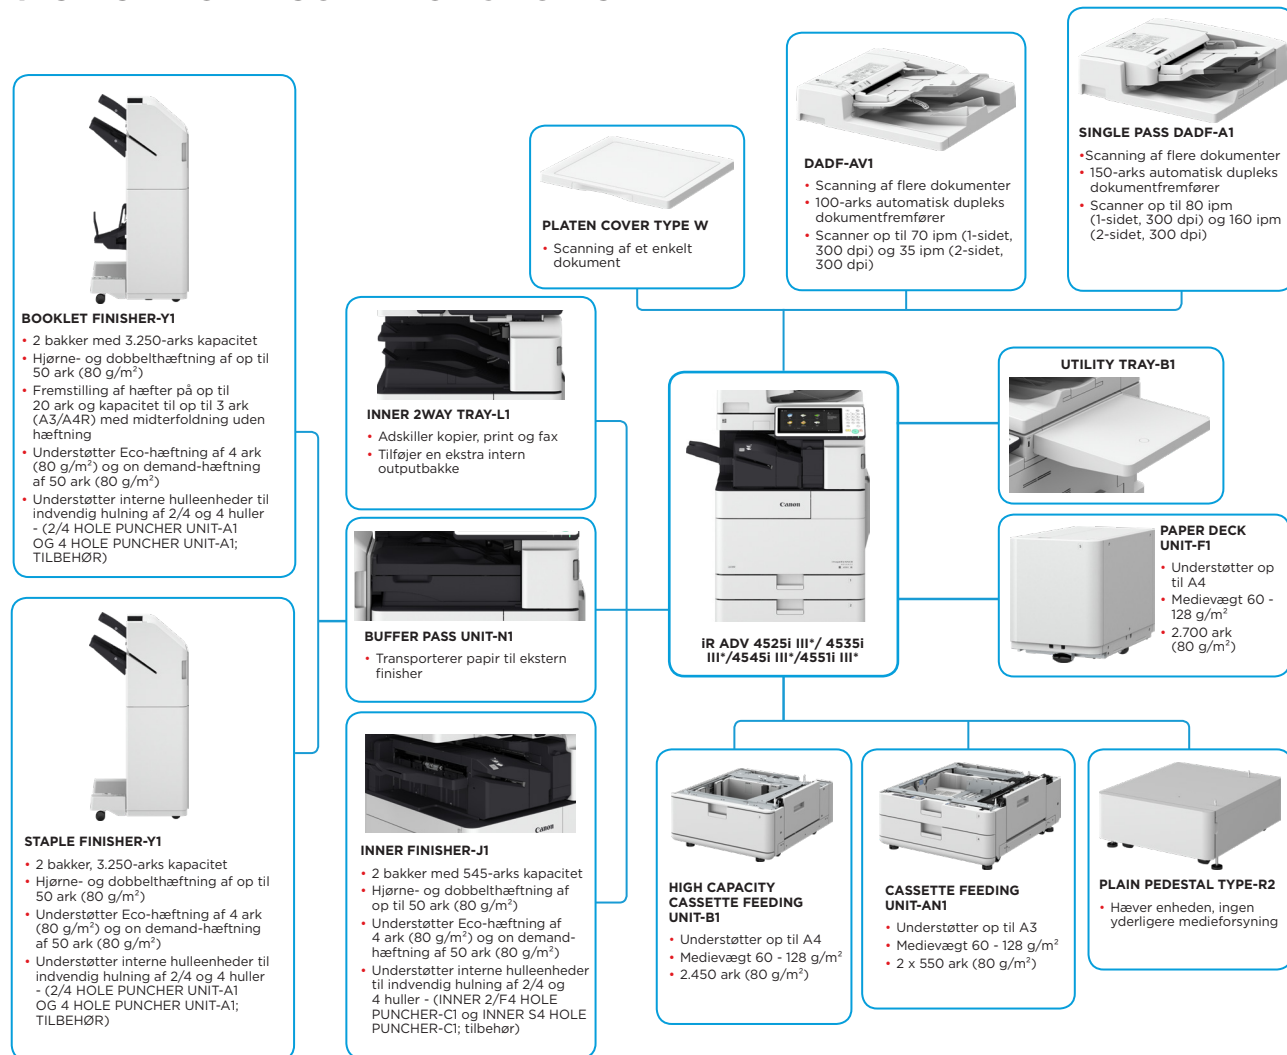 BOOKLET FINISHER-Y1
• 2 bakker med 3.250-arks kapacitet
• Hjørne- og dobbelthæftning af op til
50 ark (80 g/m²)
• Fremstilling af hæfter på op til
20 ark og kapacitet til op til 3 ark
(A3/A4R) med midterfoldning uden
hæftning
• Understøtter Eco-hæftning af 4 ark
(80 g/m²) og on demand-hæftning
af 50 ark (80 g/m²)
• Understøtter interne hulleenheder til
indvendig hulning af 2/4 og 4 huller
- (2/4 HOLE PUNCHER UNIT-A1
OG 4 HOLE PUNCHER UNIT-A1;
TILBEHØR)
STAPLE FINISHER-Y1
• 2 bakker, 3.250-arks kapacitet
• Hjørne- og dobbelthæftning af op til
50 ark (80 g/m²)
• Understøtter Eco-hæftning af 4 ark
(80 g/m²) og on demand-hæftning
af 50 ark (80 g/m²)
• Understøtter interne hulleenheder til
indvendig hulning af 2/4 og 4 huller
- (2/4 HOLE PUNCHER UNIT-A1
OG 4 HOLE PUNCHER UNIT-A1;
TILBEHØR)
INNER 2WAY TRAY-L1
• Adskiller kopier, print og fax
• Tilføjer en ekstra intern
outputbakke
BUFFER PASS UNIT-N1
• Transporterer papir til ekstern
finisher
Canon
INNER FINISHER-J1
• 2 bakker med 545-arks kapacitet
• Hjørne- og dobbelthæftning af
op til 50 ark (80 g/m²)
• Understøtter Eco-hæftning af
4 ark (80 g/m²) og on demand-
hæftning af 50 ark (80 g/m²)
• Understøtter interne hulleenheder
til indvendig hulning af 2/4 og
4 huller - (INNER 2/F4 HOLE
PUNCHER-C1 og INNER S4 HOLE
PUNCHER-C1; tilbehør)
PLATEN COVER TYPE W
• Scanning af et enkelt
dokument
DADF-AV1
• Scanning af flere dokumenter
• 100-arks automatisk dupleks
dokumentfremfører
• Scanner op til 70 ipm (1-sidet,
300 dpi) og 35 ipm (2-sidet,
300 dpi)
SINGLE PASS DADF-A1
•Scanning af flere dokumenter
• 150-arks automatisk dupleks
dokumentfremfører
• Scanner op til 80 ipm
(1-sidet, 300 dpi) og 160 ipm
(2-sidet, 300 dpi)
Canon
iR ADV 4525i III*/ 4535i
III*/4545i III*/4551i III*
UTILITY TRAY-B1
PAPER DECK
UNIT-F1
• Understøtter op
til A4
• Medievægt 60 -
128 g/m²
• 2.700 ark
(80 g/m²)
HIGH CAPACITY
CASSETTE FEEDING
UNIT-B1
• Understøtter op til A4
• Medievægt 60 - 128 g/m²
• 2.450 ark (80 g/m²)
CASSETTE FEEDING
UNIT-AN1
• Understøtter op til A3
• Medievægt 60 - 128 g/m²
• 2 x 550 ark (80 g/m²)
PLAIN PEDESTAL TYPE-R2
• Hæver enheden, ingen
yderligere medieforsyning